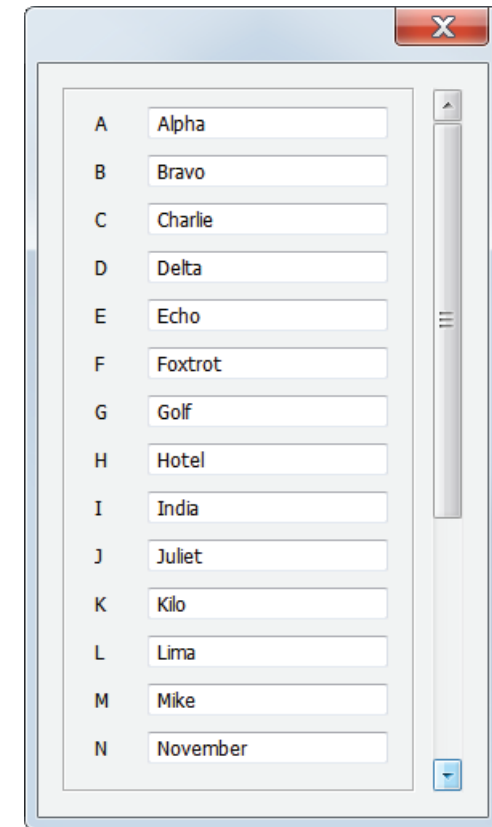 A Alpha
B Bravo
C Charlie
D Delta
E Echo
F Foxtrot
G Golf
H Hotel
I India
J Juliet
K Kilo
L Lima
M Mike
N November